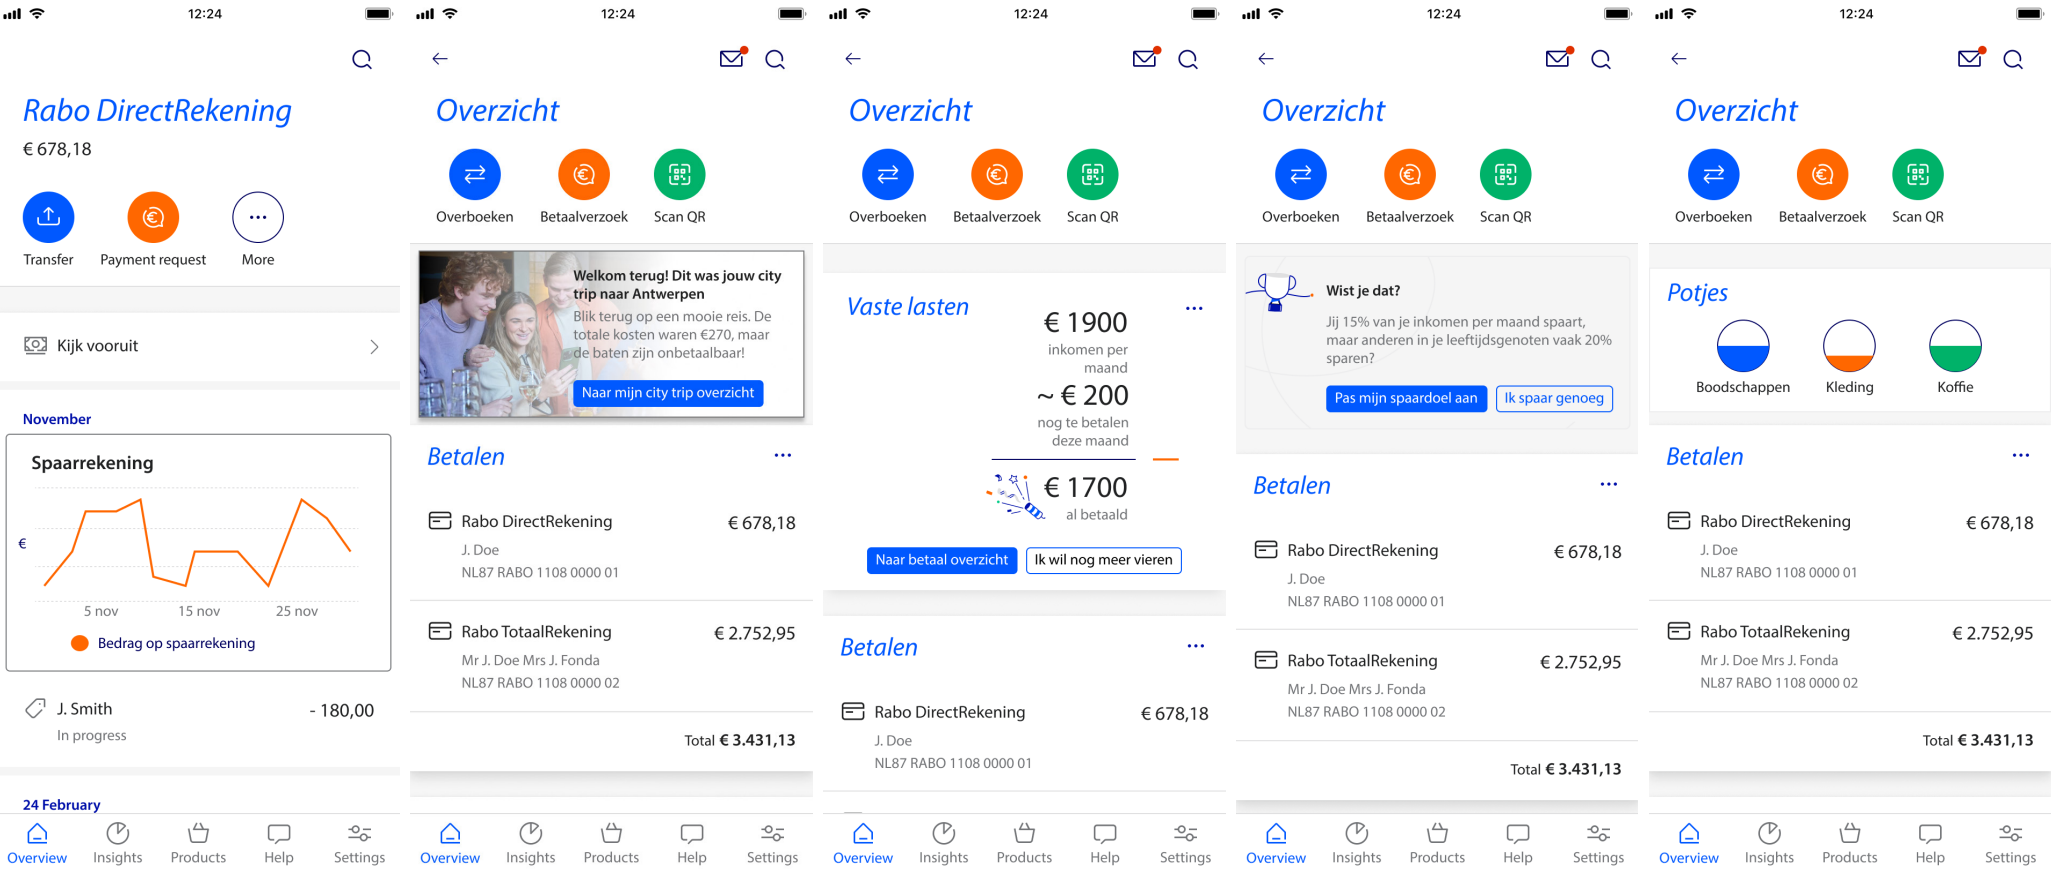 12:24
Rabo DirectRekening
€ 678,18
Transfer
Payment request
More
Kijk vooruit
November
Spaarrekening
€
5 nov
15 nov
25 nov
Bedrag op spaarrekening
J. Smith
- 180,00
In progress
24 February
Overview
Insights
Products
Help
Settings
12:24
Overzicht
Overboeken
Betaalverzoek
Scan QR
Welkom terug! Dit was jouw city
trip naar Antwerpen
Blik terug op een mooie reis. De
totale kosten waren €270, maar
de baten zijn onbetaalbaar!
Naar mijn city trip overzicht
Betalen
Rabo DirectRekening
€ 678,18
J. Doe
NL87 RABO 1108 0000 01
Rabo TotaalRekening
€ 2.752,95
Mr J. Doe Mrs J. Fonda
NL87 RABO 1108 0000 02
Total € 3.431,13
Overview
Insights
Products
Help
Settings
12:24
Overzicht
Overboeken
Betaalverzoek
Scan QR
Vaste lasten
€ 1900
inkomen per
maand
~ € 200
nog te betalen
deze maand
€ 1700
al betaald
Naar betaal overzicht
Ik wil nog meer vieren
Betalen
Rabo DirectRekening
€ 678,18
J. Doe
NL87 RABO 1108 0000 01
Overview
Insights
Products
Help
Settings
12:24
Overzicht
Overboeken
Betaalverzoek
Scan QR
Wist je dat?
Jij 15% van je inkomen per maand spaart,
maar anderen in je leeftijdsgenoten vaak 20%
sparen?
Pas mijn spaardoel aan
Ik spaar genoeg
Betalen
Rabo DirectRekening
€ 678,18
J. Doe
NL87 RABO 1108 0000 01
Rabo TotaalRekening
€ 2.752,95
Mr J. Doe Mrs J. Fonda
NL87 RABO 1108 0000 02
Total € 3.431,13
Overview
Insights
Products
Help
Settings
12:24
Overzicht
Overboeken
Betaalverzoek
Scan QR
Potjes
Boodschappen
Kleding
Koffie
Betalen
Rabo DirectRekening
€ 678,18
J. Doe
NL87 RABO 1108 0000 01
Rabo TotaalRekening
€ 2.752,95
Mr J. Doe Mrs J. Fonda
NL87 RABO 1108 0000 02
Total € 3.431,13
Overview
Insights
Products
Help
Settings